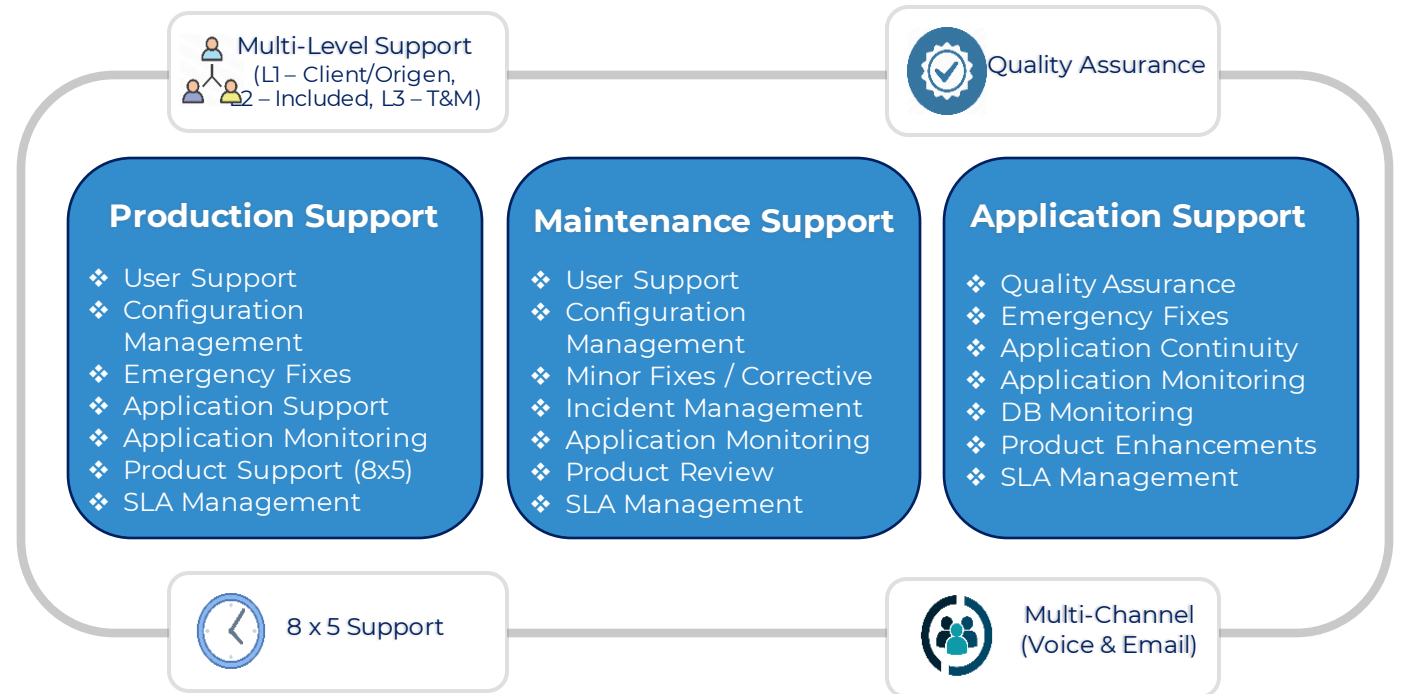 Multi-Level Support
(L1 – Client/Origen,
2 – Included, L3 – T&M)
Quality Assurance
Production Support
❖ User Support
❖ Configuration
Management
❖ Emergency Fixes
❖ Application Support
❖ Application Monitoring
❖ Product Support (8x5)
❖ SLA Management
Maintenance Support
❖ User Support
❖ Configuration
Management
❖ Minor Fixes / Corrective
❖ Incident Management
❖ Application Monitoring
❖ Product Review
❖ SLA Management
Application Support
❖ Quality Assurance
❖ Emergency Fixes
❖ Application Continuity
❖ Application Monitoring
❖ DB Monitoring
❖ Product Enhancements
❖ SLA Management
8 x 5 Support
Multi-Channel
(Voice & Email)